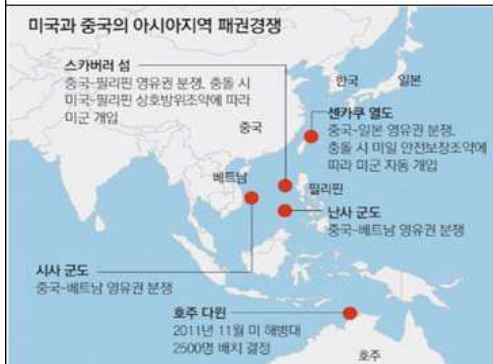 미국과 중국의 아시아지역 패권경쟁
스카버러 섬
중국-필리핀 영유권 분쟁, 충돌 시
미국-필리핀 상호방위조약에 따라
미군 개입
한국
일본
중국
센카쿠 열도
중국-일본 영유권 분쟁,
충돌 시 미일 안전보장조약에
따라 미군 자동 개입
베트남
필리핀
난사 군도
중국-베트남 영유권 분쟁
시사 군도
중국-베트남 영유권 분쟁
호주 다윈
2011년 11월 미 해병대
2500명 배치 결정
호주